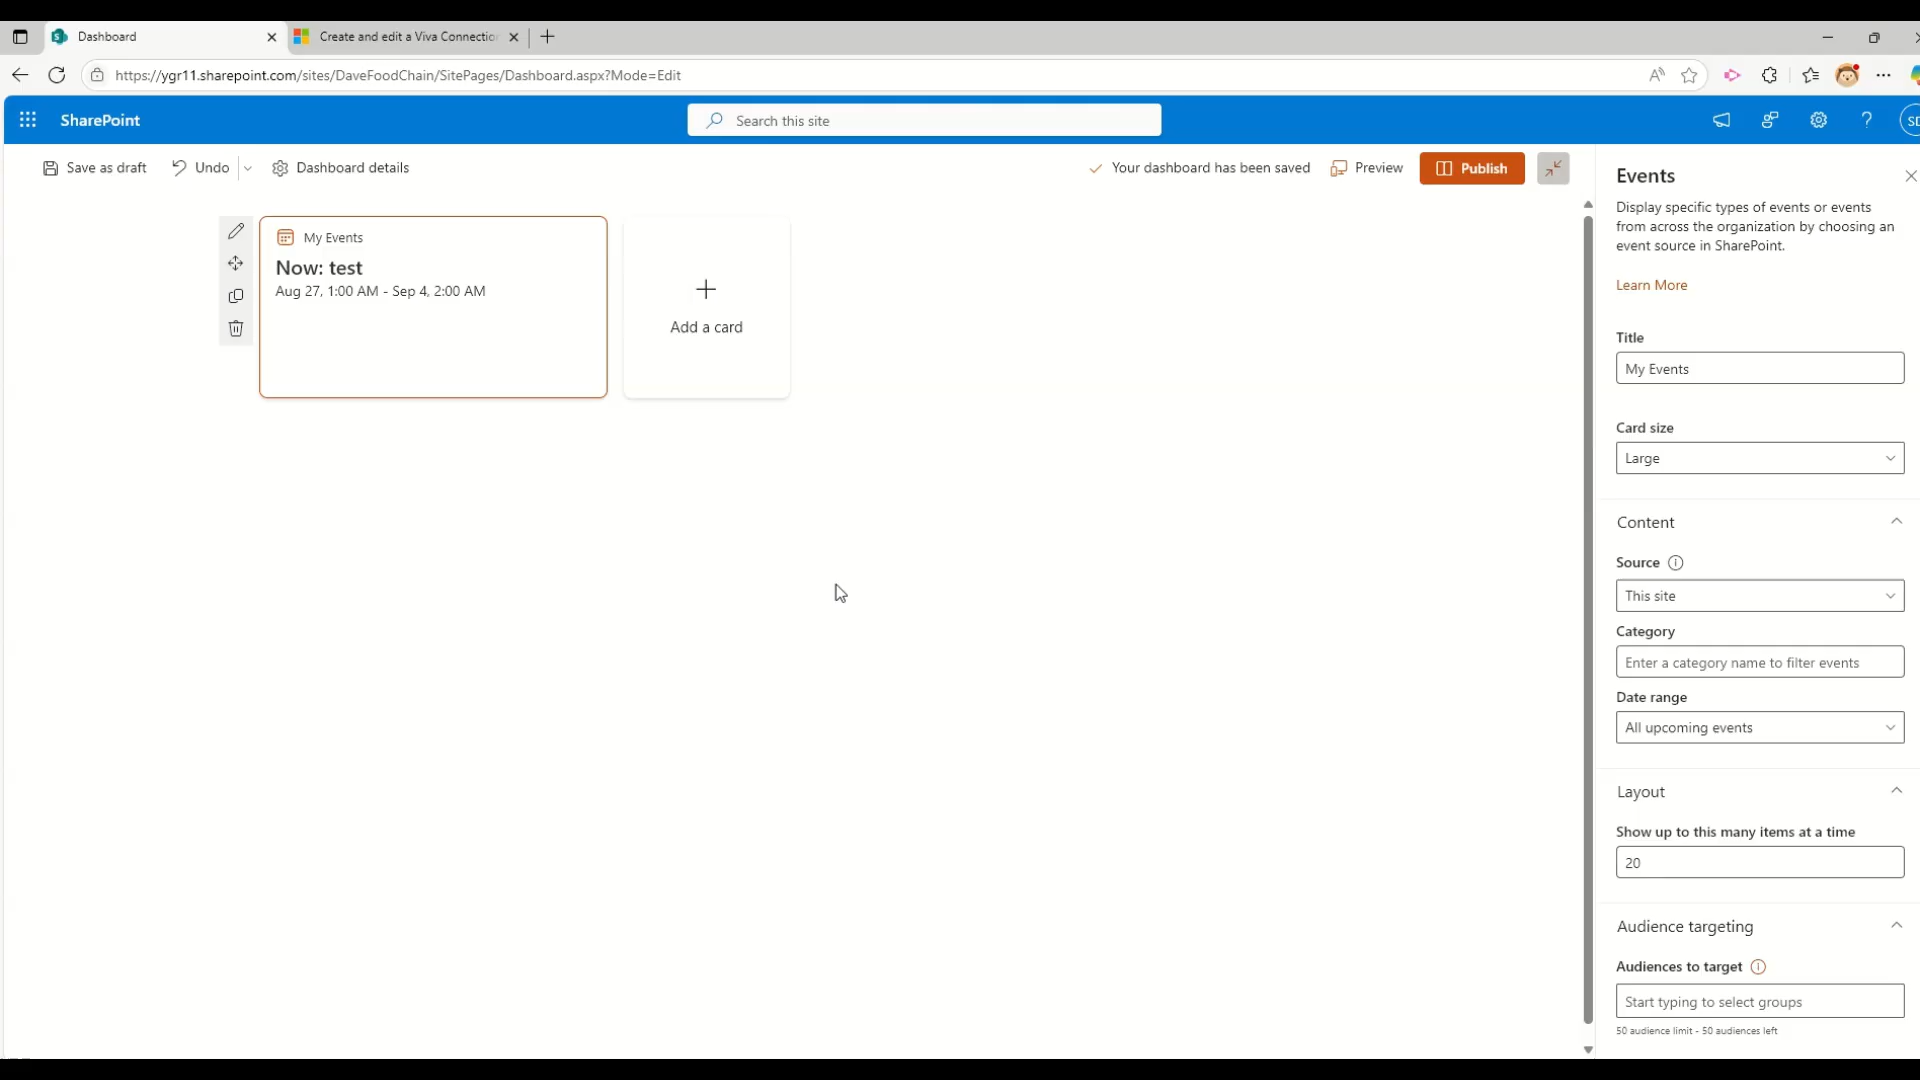 Dashboard
Create and edit a Viva Connection
https://ygr11.sharepoint.com/sites/DaveFoodChain/SitePages/Dashboard.aspx?Mode=Edit
SharePoint
Search this site
SD
Save as draft
Undo
Dashboard details
Your dashboard has been saved
Preview
Publish
My Events
Now: test
Aug 27, 1:00 AM - Sep 4, 2:00 AM
Add a card
Events
Display specific types of events or events
from across the organization by choosing an
event source in SharePoint.
Learn More
Title
My Events
Card size
Large
Content
Source
This site
Category
Enter a category name to filter events
Date range
All upcoming events
Layout
Show up to this many items at a time
20
Audience targeting
Audiences to target
Start typing to select groups
50 audience limit - 50 audiences left